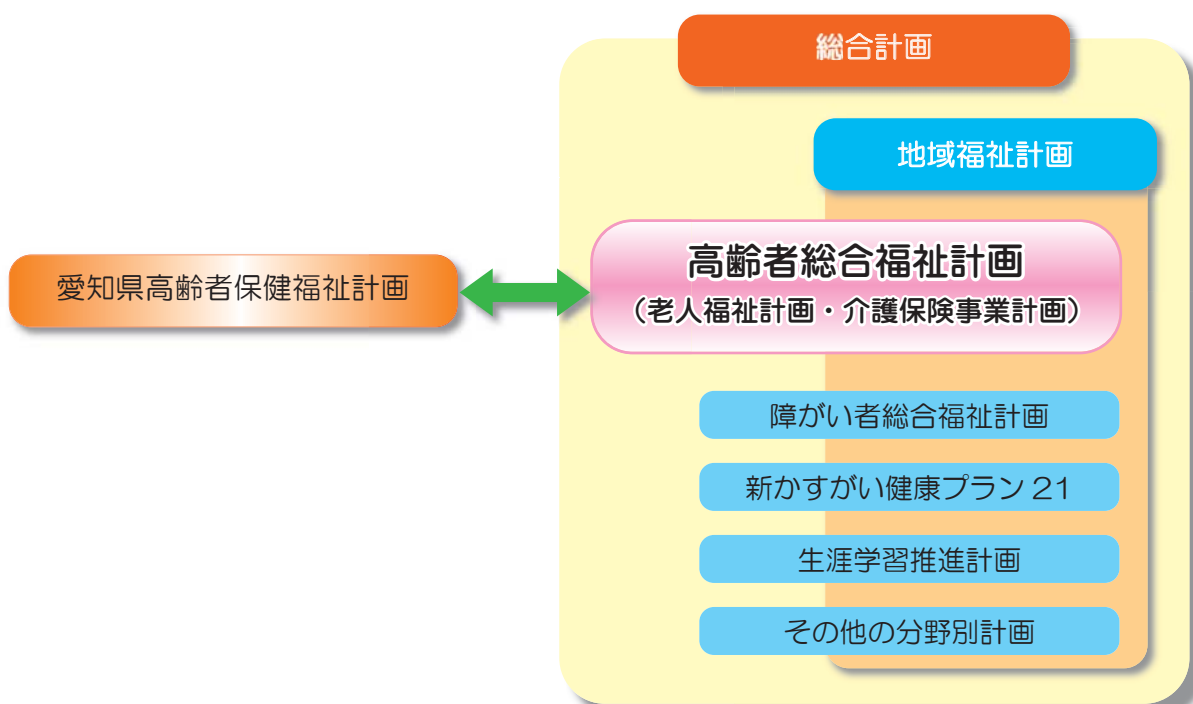 総合計画
地域福祉計画
高齢者総合福祉計画
（老人福祉計画・介護保険事業計画）
愛知県高齢者保健福祉計画
障がい者総合福祉計画
新かすがい健康プラン 21
生涯学習推進計画
その他の分野別計画